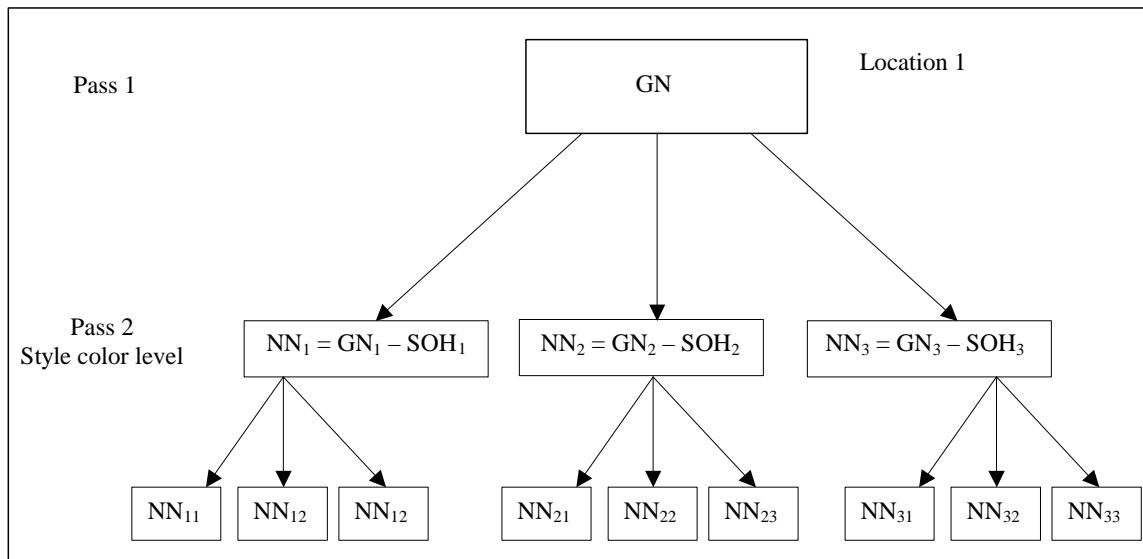 Pass 1
GN
Location 1
Pass 2
Style color level
NN₁ = GN₁ – SOH₁
NN₂ = GN₂ – SOH₂
NN₃ = GN₃ – SOH₃
NN₁₁
NN₁₂
NN₁₂
NN₂₁
NN₂₂
NN₂₃
NN₃₁
NN₃₂
NN₃₃